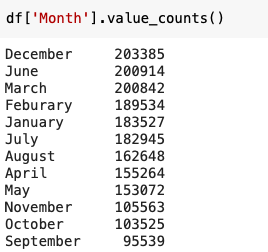 df['Month'].value_counts()
December 203385
June 200914
March 200842
Feburary 189534
January 183527
July 182945
August 162648
April 155264
May 153072
November 105563
October 103525
September 95539